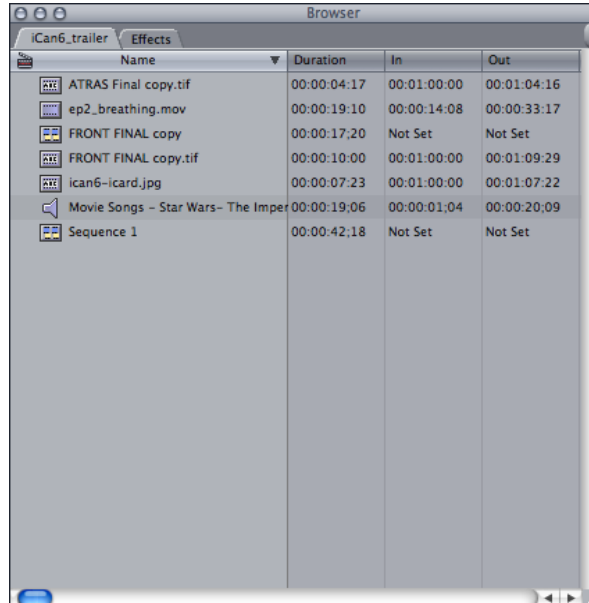 Browser
iCan6_trailer Effects
Name Duration In Out
ATRAS Final copy.tif 00:00:04:17 00:01:00:00 00:01:04:16
ep2_breathing.mov 00:00:19:10 00:00:14:08 00:00:33:17
FRONT FINAL copy 00:00:17;20 Not Set Not Set
FRONT FINAL copy.tif 00:00:10:00 00:01:00:00 00:01:09:29
ican6-icard.jpg 00:00:07:23 00:01:00:00 00:01:07:22
Movie Songs - Star Wars- The Imper 00:00:19;06 00:00:01;04 00:00:20;09
Sequence 1 00:00:42;18 Not Set Not Set